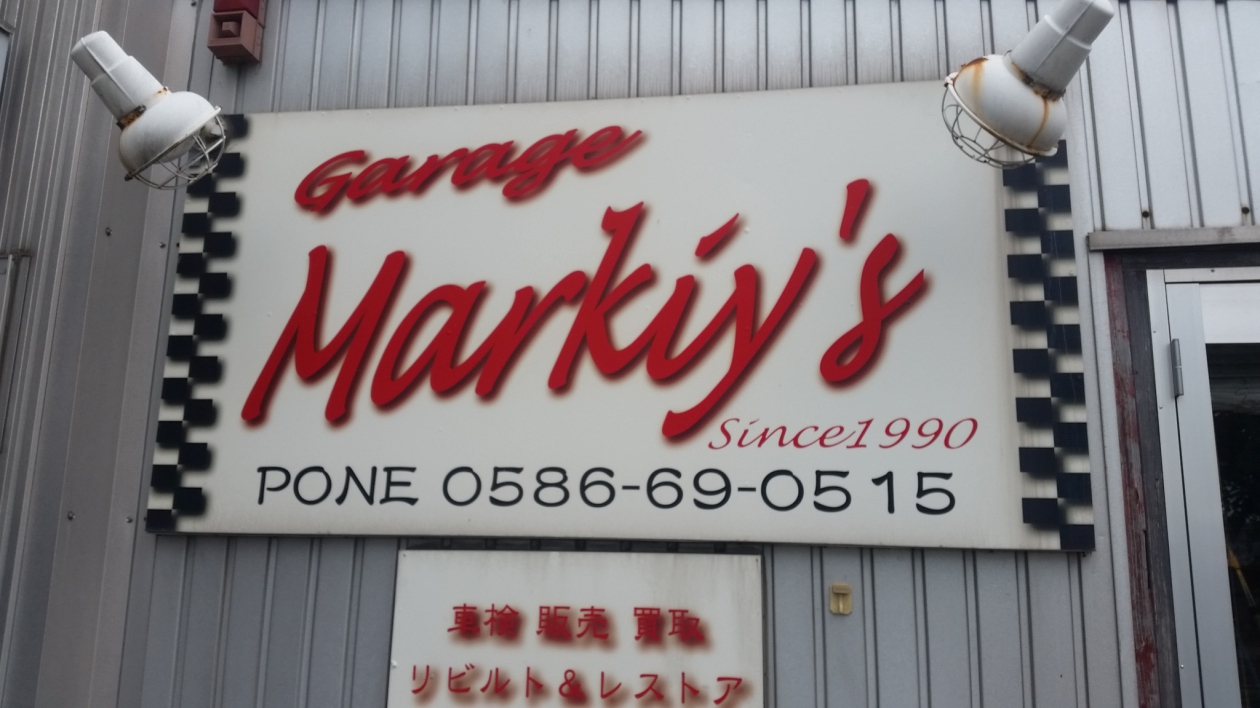 Garage
Markiy's
Since1990
PONE 0586-69-0515
車検 販売 買取
リビルト&レストア